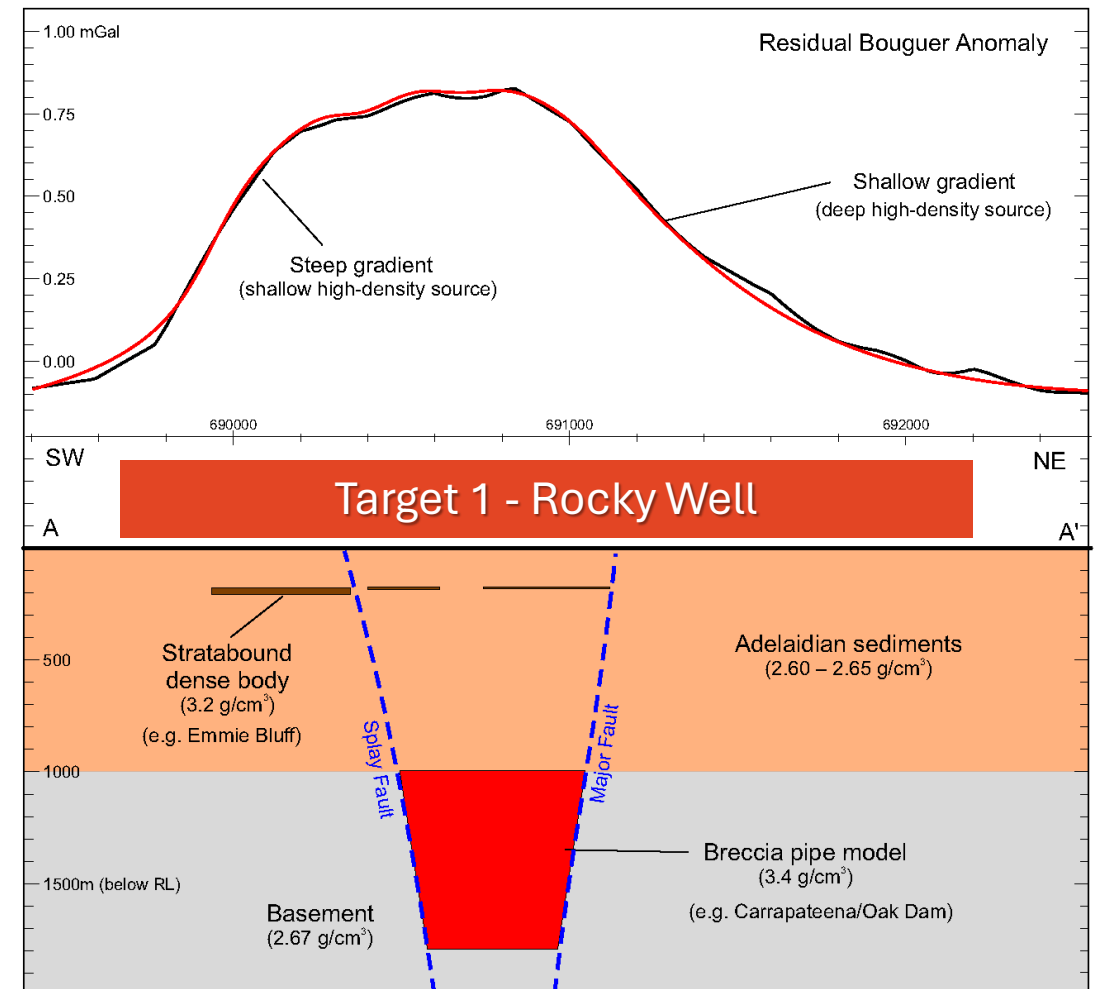 1.00 mGal
Residual Bouguer Anomaly
0.75
0.50
Shallow gradient
(deep high-density source)
Steep gradient
(shallow high-density source)
0.25
0.00
690000
691000
692000
SW
NE
Target 1 - Rocky Well
A
A'
500
Stratabound
dense body
(3.2 g/cm³)
(e.g. Emmie Bluff)
Adelaidian sediments
(2.60 – 2.65 g/cm³)
Splay Fault
Major Fault
1000
Breccia pipe model
(3.4 g/cm³)
(e.g. Carrapateena/Oak Dam)
1500m (below RL)
Basement
(2.67 g/cm³)